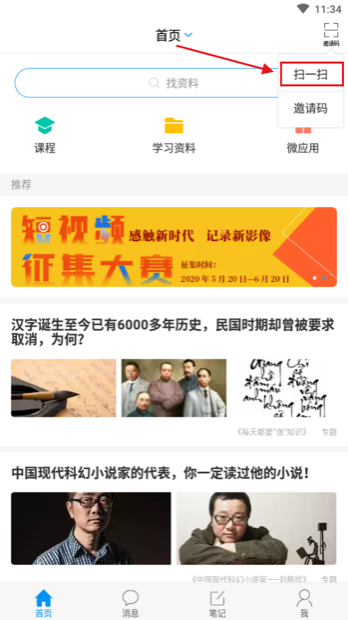 11:34
首页
邀请码
扫一扫
找资料
邀请码
课程
学习资料
微应用
推荐
短视频
征集大赛
感触新时代 记录新影像
征集时间:
2020年5月20日—6月20日
汉字诞生至今已有6000多年历史，民国时期却曾被要求
取消，为何？
《每天都要“张”知识》 专题
中国现代科幻小说家的代表，你一定读过他的小说！
《中国现代科幻小说家——刘慈欣》 专题
首页
消息
笔记
我